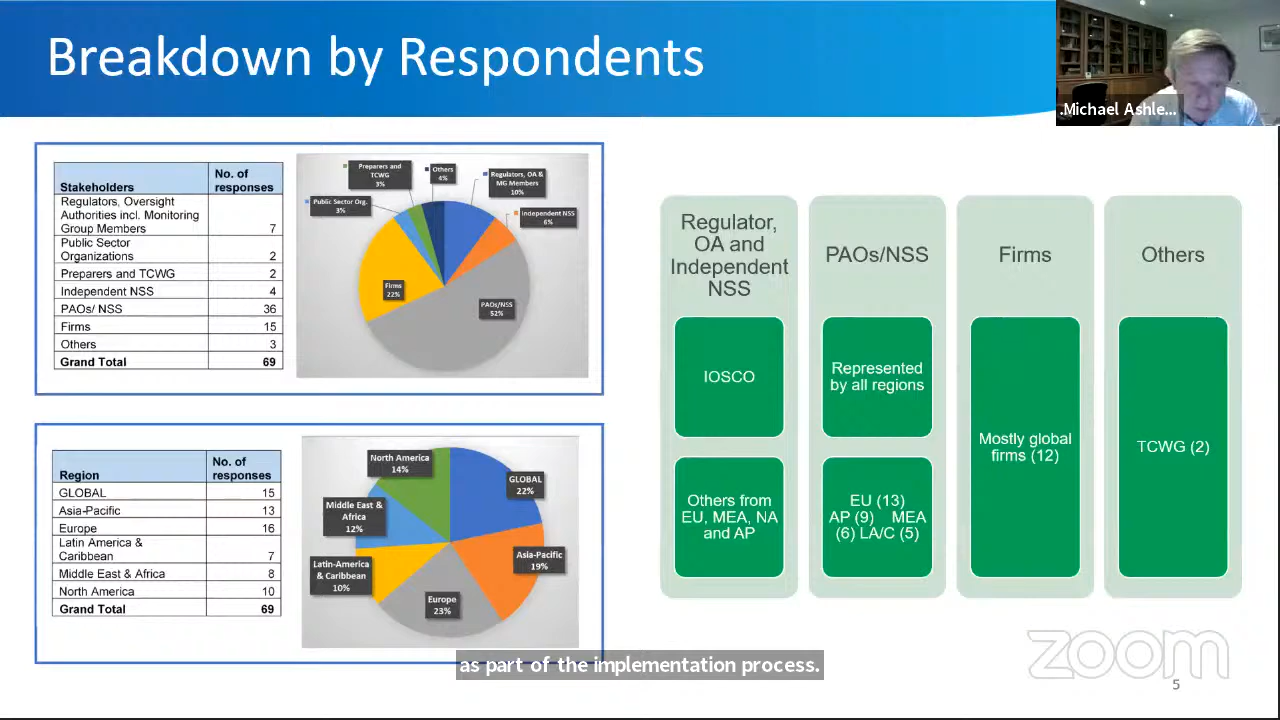 Breakdown by Respondents
.Michael Ashle...
Stakeholders
No. of
responses
Regulators, Oversight
Authorities incl. Monitoring
Group Members 7
Public Sector
Organizations 2
Preparers and TCWG 2
Independent NSS 4
PAOs/ NSS 36
Firms 15
Others 3
Grand Total 69
Preparers and
TCWG
3%
Others
4%
Regulators, OA &
MG Members
10%
Public Sector Org.
3%
Independent NSS
6%
Firms
22%
PAOs/NSS
52%
Region
No. of
responses
GLOBAL 15
Asia-Pacific 13
Europe 16
Latin America &
Caribbean 7
Middle East & Africa 8
North America 10
Grand Total 69
North America
14%
GLOBAL
22%
Middle East &
Africa
12%
Asia-Pacific
19%
Latin-America
& Caribbean
10%
Europe
23%
Regulator,
OA and
Independent
NSS
IOSCO
Others from
EU, MEA, NA
and AP
PAOs/NSS
Represented
by all regions
EU (13)
AP (9) MEA
(6) LA/C (5)
Firms
Mostly global
firms (12)
Others
TCWG (2)
as part of the implementation process.
zoom
5